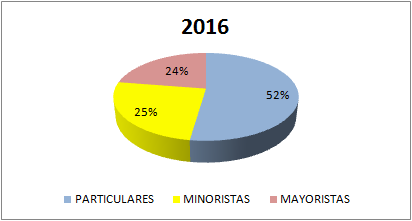 2016
24%
52%
25%
PARTICULARES MINORISTAS MAYORISTAS